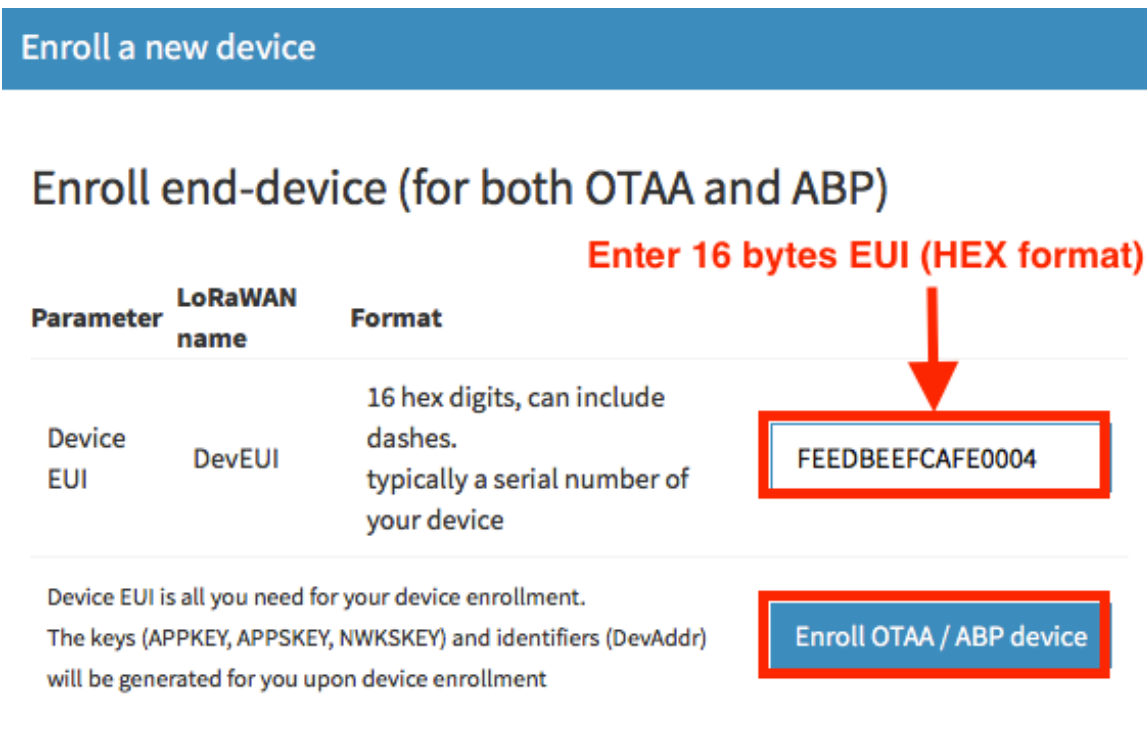 Enroll a new device
Enroll end-device (for both OTAA and ABP)
Enter 16 bytes EUI (HEX format)
Parameter
LoRaWAN
name
Format
Device
EUI
DevEUI
16 hex digits, can include
dashes.
typically a serial number of
your device
FEEDBEEFCAFE0004
Device EUI is all you need for your device enrollment.
The keys (APPKEY, APPSKEY, NWKSKEY) and identifiers (DevAddr)
will be generated for you upon device enrollment
Enroll OTAA / ABP device